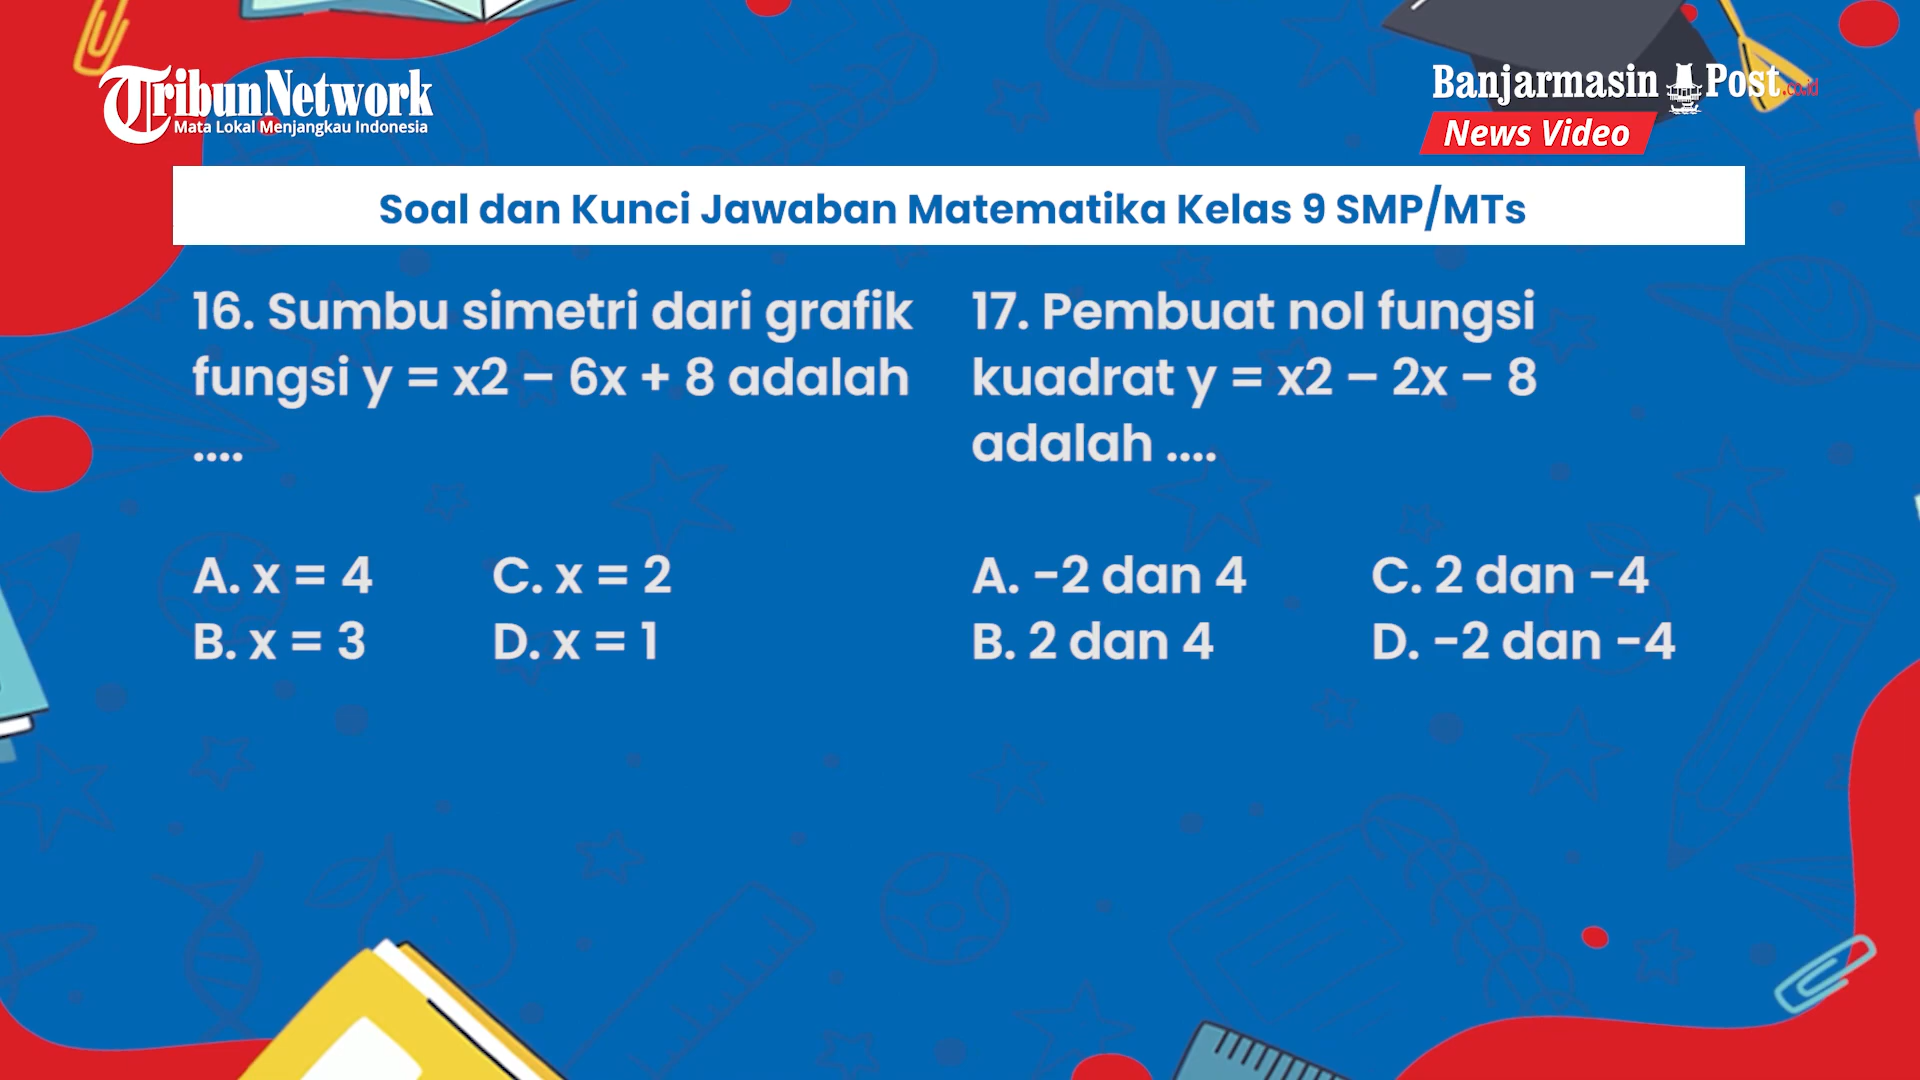 TribunNetwork
Mata Lokal Menjangkau Indonesia
Banjarmasin Post.co.id
News Video
Soal dan Kunci Jawaban Matematika Kelas 9 SMP/MTs
16. Sumbu simetri dari grafik
fungsi y = x2 – 6x + 8 adalah
....
A. x = 4 C. x = 2
B. x = 3 D. x = 1
17. Pembuat nol fungsi
kuadrat y = x2 – 2x – 8
adalah ....
A. -2 dan 4 C. 2 dan -4
B. 2 dan 4 D. -2 dan -4